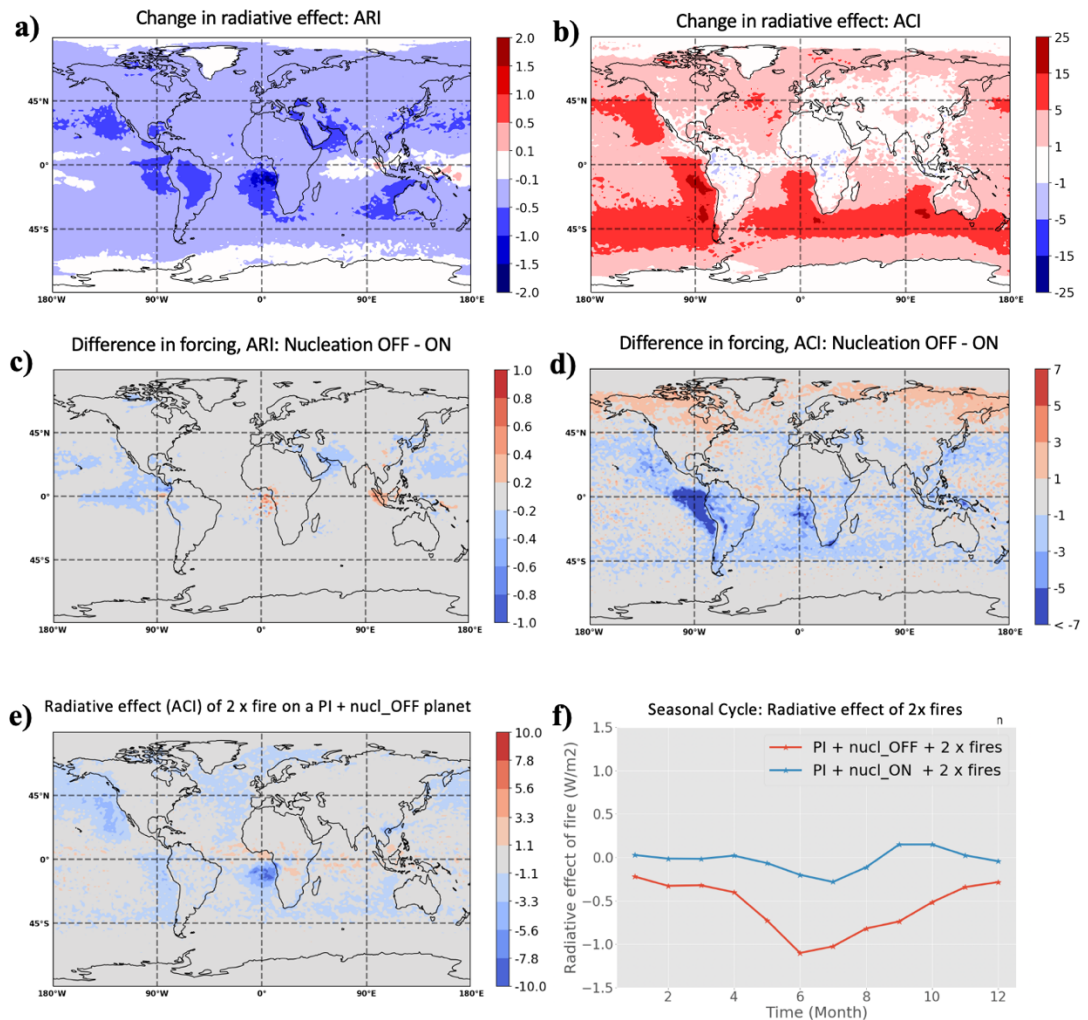 a)
Change in radiative effect: ARI
45°N
0°
45°S
180°W
90°W
0°
90°E
180°E
2.0
1.0
0.5
0.1
-0.1
-0.5
-1.0
-2.0
b)
Change in radiative effect: ACI
45°N
0°
45°S
180°W
90°W
0°
90°E
180°E
25
15
5
1
-1
-5
-15
-25
c)
Difference in forcing, ARI: Nucleation OFF - ON
45°N
0°
45°S
180°W
90°W
0°
90°E
180°E
1.0
0.8
0.6
0.4
0.2
-0.2
-0.4
-0.6
-0.8
-1.0
d)
Difference in forcing, ACI: Nucleation OFF - ON
45°N
0°
45°S
180°W
90°W
0°
90°E
180°E
7
5
3
1
-1
-3
-5
< -7
e)
Radiative effect (ACI) of 2 x fire on a PI + nucl_OFF planet
45°N
0°
45°S
180°W
90°W
0°
90°E
180°E
10.0
7.8
5.6
3.3
1.1
-1.1
-3.3
-5.6
-7.8
-10.0
f)
Seasonal Cycle: Radiative effect of 2x fires
n
PI + nucl_OFF + 2 x fires
PI + nucl_ON + 2 x fires
Radiative effect of fire (W/m2)
1.5
1.0
0.5
0.0
-0.5
-1.0
-1.5
2
4
6
8
10
12
Time (Month)